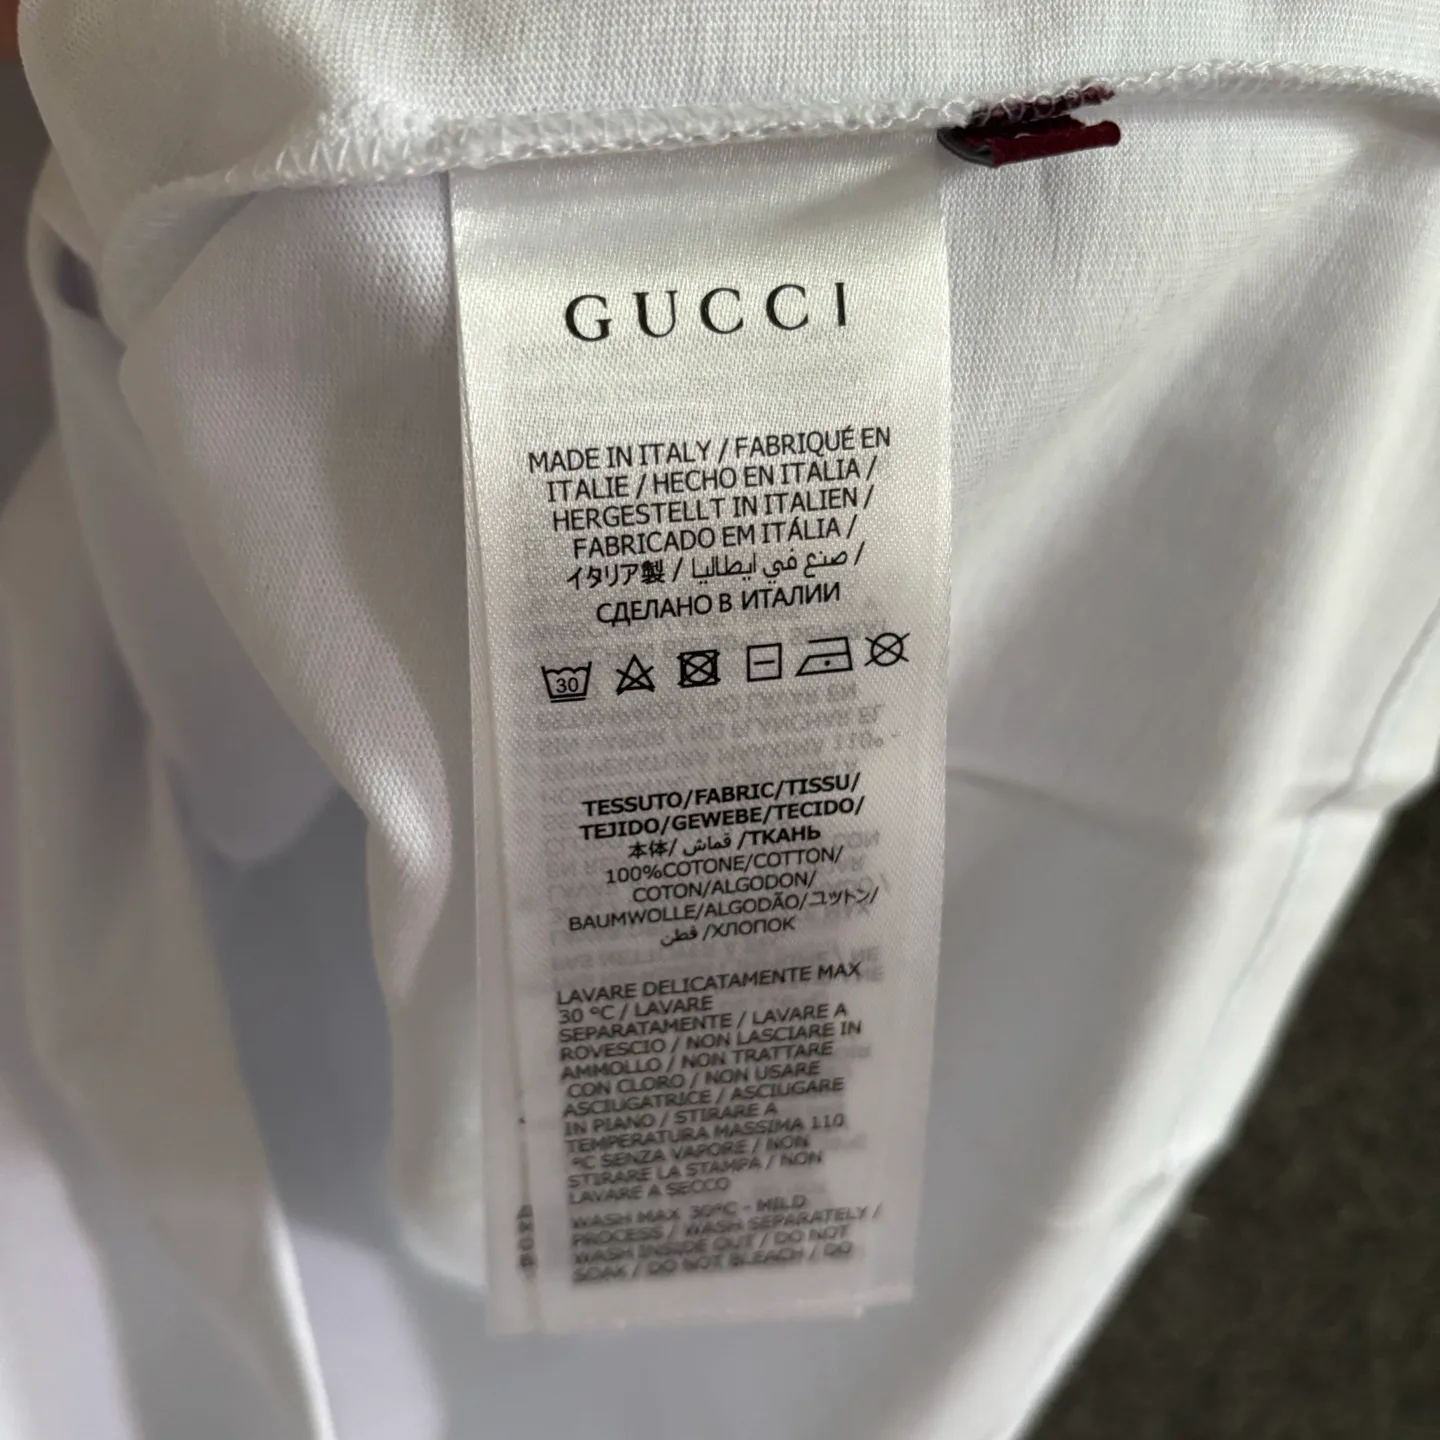 GUCCI
MADE IN ITALY / FABRIQUÉ EN
ITALIE / HECHO EN ITALIA /
HERGESTELLT IN ITALIEN /
FABRICADO EM ITÁLIA /
イタリア製 / صنع في ايطاليا /
СДЕЛАНО В ИТАЛИИ
30
TESSUTO/FABRIC/TISSU/
TEJIDO/GEWEBE/TECIDO/
本体/ قماش /ТКАНЬ
100%COTONE/COTTON/
COTON/ALGODON/
BAUMWOLLE/ALGODÃO/コットン/
قطن /ХЛОПОК
LAVARE DELICATAMENTE MAX
30 °C / LAVARE
SEPARATAMENTE / LAVARE A
ROVESCIO / NON LASCIARE IN
AMMOLLO / NON TRATTARE
CON CLORO / NON USARE
ASCIUGATRICE / ASCIUGARE
IN PIANO / STIRARE A
TEMPERATURA MASSIMA 110
°C SENZA VAPORE / NON
STIRARE LA STAMPA / NON
LAVARE A SECCO
WASH MAX 30°C - MILD
PROCESS / WASH SEPARATELY /
WASH INSIDE OUT / DO NOT
SOAK / DO NOT BLEACH / DO